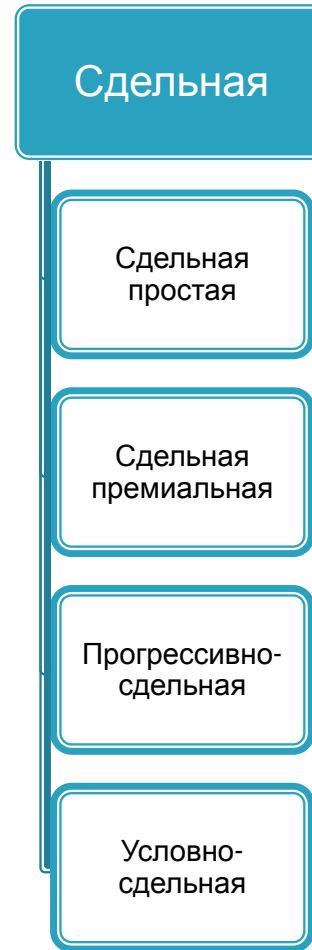 Сдельная
Сдельная
простая
Сдельная
премиальная
Прогрессивно-
сдельная
Условно-
сдельная